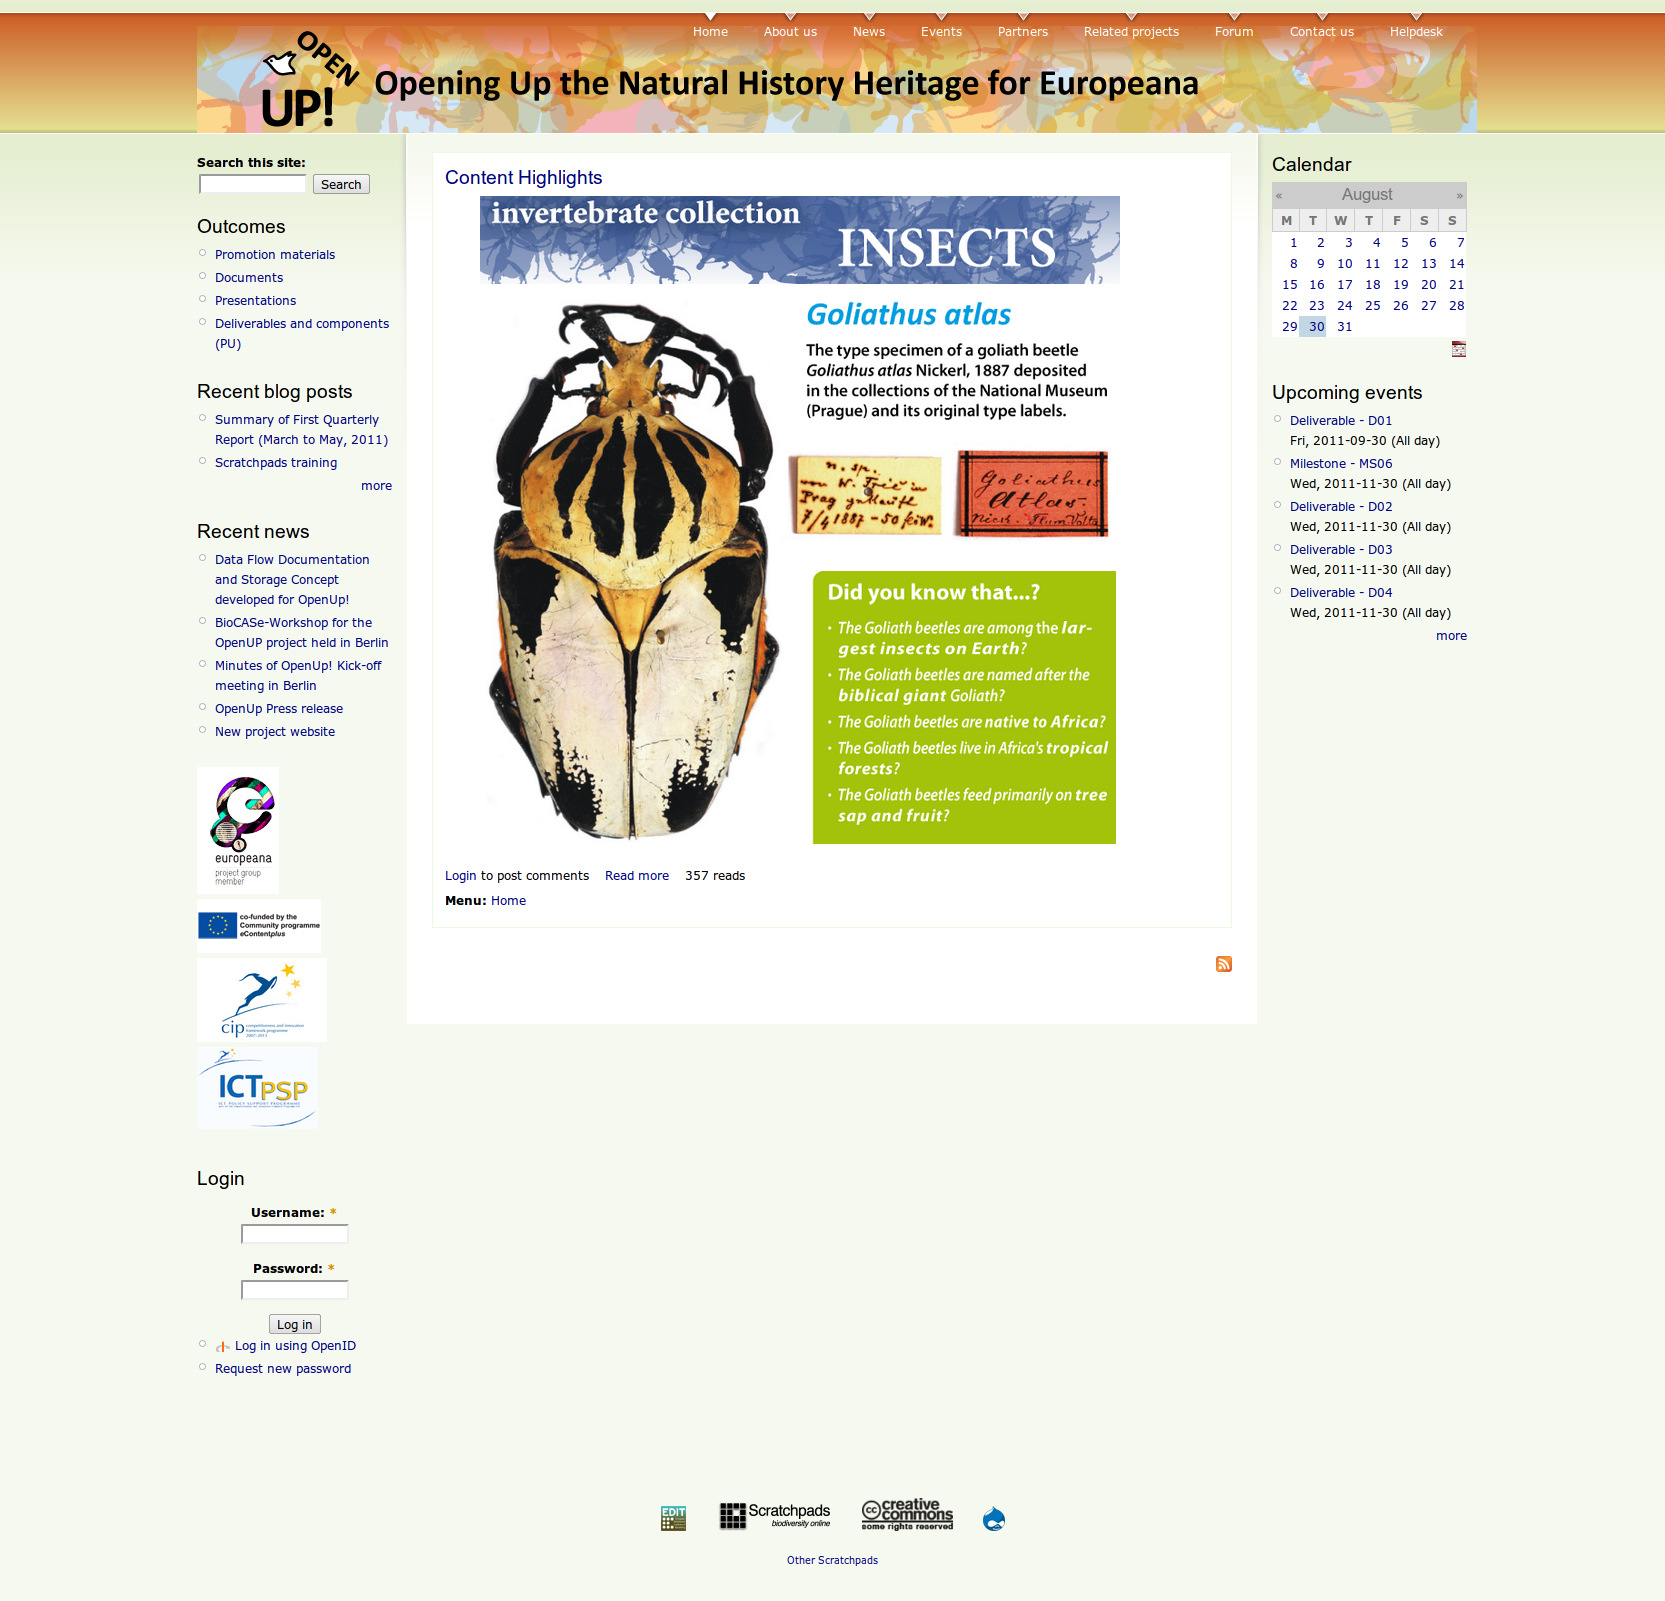 Home About us News Events Partners Related projects Forum Contact us Helpdesk
OPEN
UP!
Opening Up the Natural History Heritage for Europeana
Search this site:
Search
Outcomes
Promotion materials
Documents
Presentations
Deliverables and components
(PU)
Recent blog posts
Summary of First Quarterly
Report (March to May, 2011)
Scratchpads training
more
Recent news
Data Flow Documentation
and Storage Concept
developed for OpenUp!
BioCASe-Workshop for the
OpenUP project held in Berlin
Minutes of OpenUp! Kick-off
meeting in Berlin
OpenUp Press release
New project website
europeana
project group
member
co-funded by the
Community programme
eContentplus
cip
competitiveness and innovation
framework programme
2007-2013
ICT PSP
Login
Username: *
Password: *
Log in
Log in using OpenID
Request new password
Content Highlights
invertebrate collection
INSECTS
Goliathus atlas
The type specimen of a goliath beetle
Goliathus atlas Nickerl, 1887 deposited
in the collections of the National Museum
(Prague) and its original type labels.
n. sp.
7/4 1887 - 50
Goliathus
Atlas
Nick.
Did you know that...?
• The Goliath beetles are among the lar-
gest insects on Earth?
• The Goliath beetles are named after the
biblical giant Goliath?
• The Goliath beetles are native to Africa?
• The Goliath beetles live in Africa's tropical
forests?
• The Goliath beetles feed primarily on tree
sap and fruit?
Login to post comments Read more 357 reads
Menu: Home
Calendar
« August »
M T W T F S S
1 2 3 4 5 6 7
8 9 10 11 12 13 14
15 16 17 18 19 20 21
22 23 24 25 26 27 28
29 30 31
Upcoming events
Deliverable - D01
Fri, 2011-09-30 (All day)
Milestone - MS06
Wed, 2011-11-30 (All day)
Deliverable - D02
Wed, 2011-11-30 (All day)
Deliverable - D03
Wed, 2011-11-30 (All day)
Deliverable - D04
Wed, 2011-11-30 (All day)
more
EDIT
Scratchpads
biodiversity online
cc creative
commons
some rights reserved
Other Scratchpads